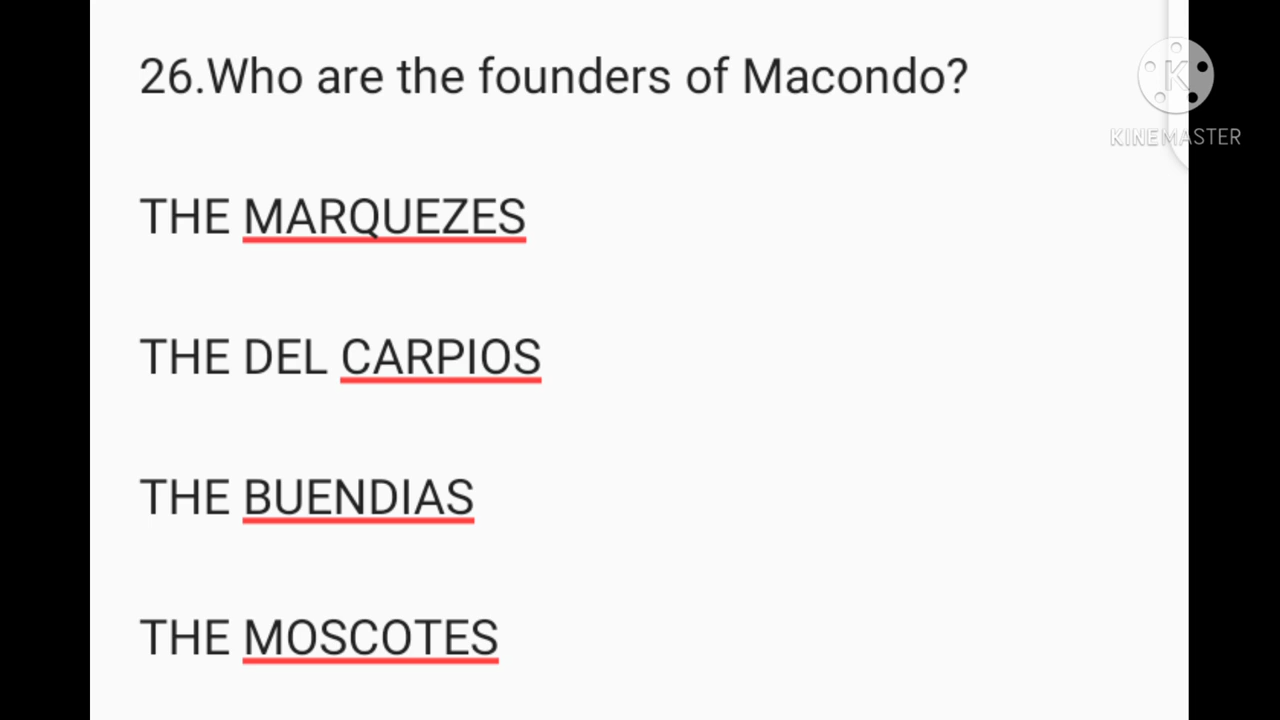 26.Who are the founders of Macondo?
K
KINEMASTER
THE MARQUEZES
THE DEL CARPIOS
THE BUENDIAS
THE MOSCOTES